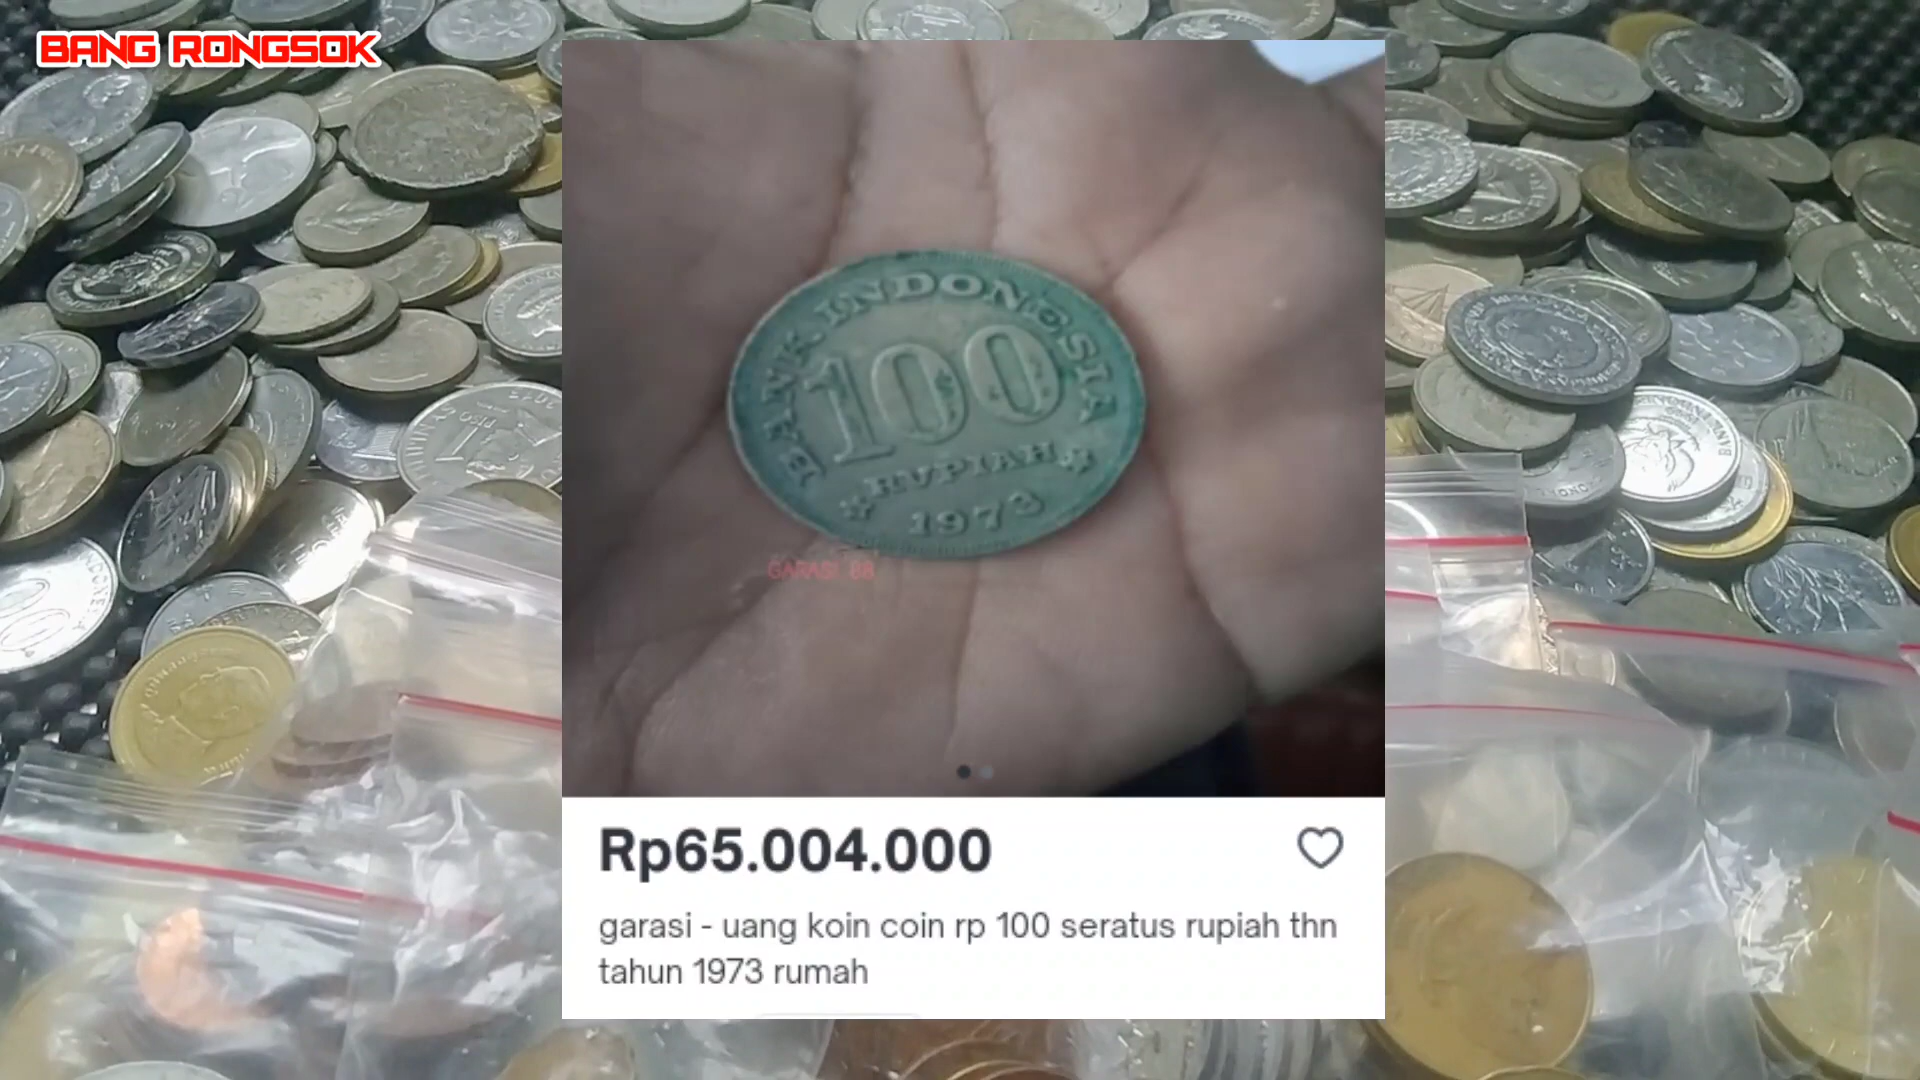 BANG RONGSOK
BANK INDONESIA
100
RUPIAH
1973
GARASI 88
Rp65.004.000
garasi - uang koin coin rp 100 seratus rupiah thn
tahun 1973 rumah